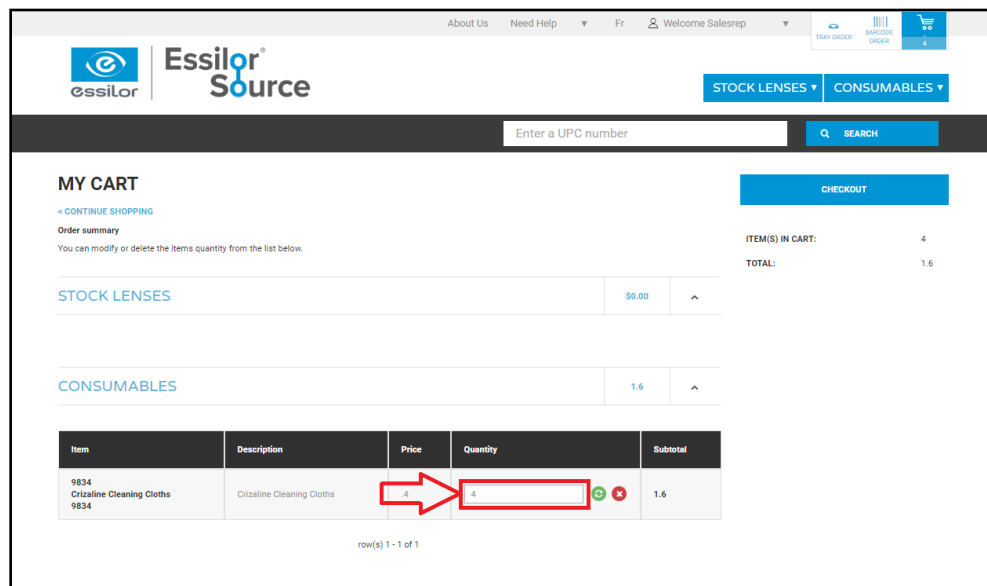 About Us Need Help ▼ Fr Welcome Salesrep ▼
TRAY ORDER
BARCODE
ORDER
4
essilor
Essilor®
Source
STOCK LENSES ▼ CONSUMABLES ▼
Enter a UPC number SEARCH
MY CART
CHECKOUT
< CONTINUE SHOPPING
Order summary
You can modify or delete the items quantity from the list below.
ITEM(S) IN CART: 4
TOTAL: 1.6
STOCK LENSES $0.00
CONSUMABLES 1.6
Item Description Price Quantity Subtotal
9834
Crizaline Cleaning Cloths
9834
Crizaline Cleaning Cloths .4 4 1.6
row(s) 1 - 1 of 1